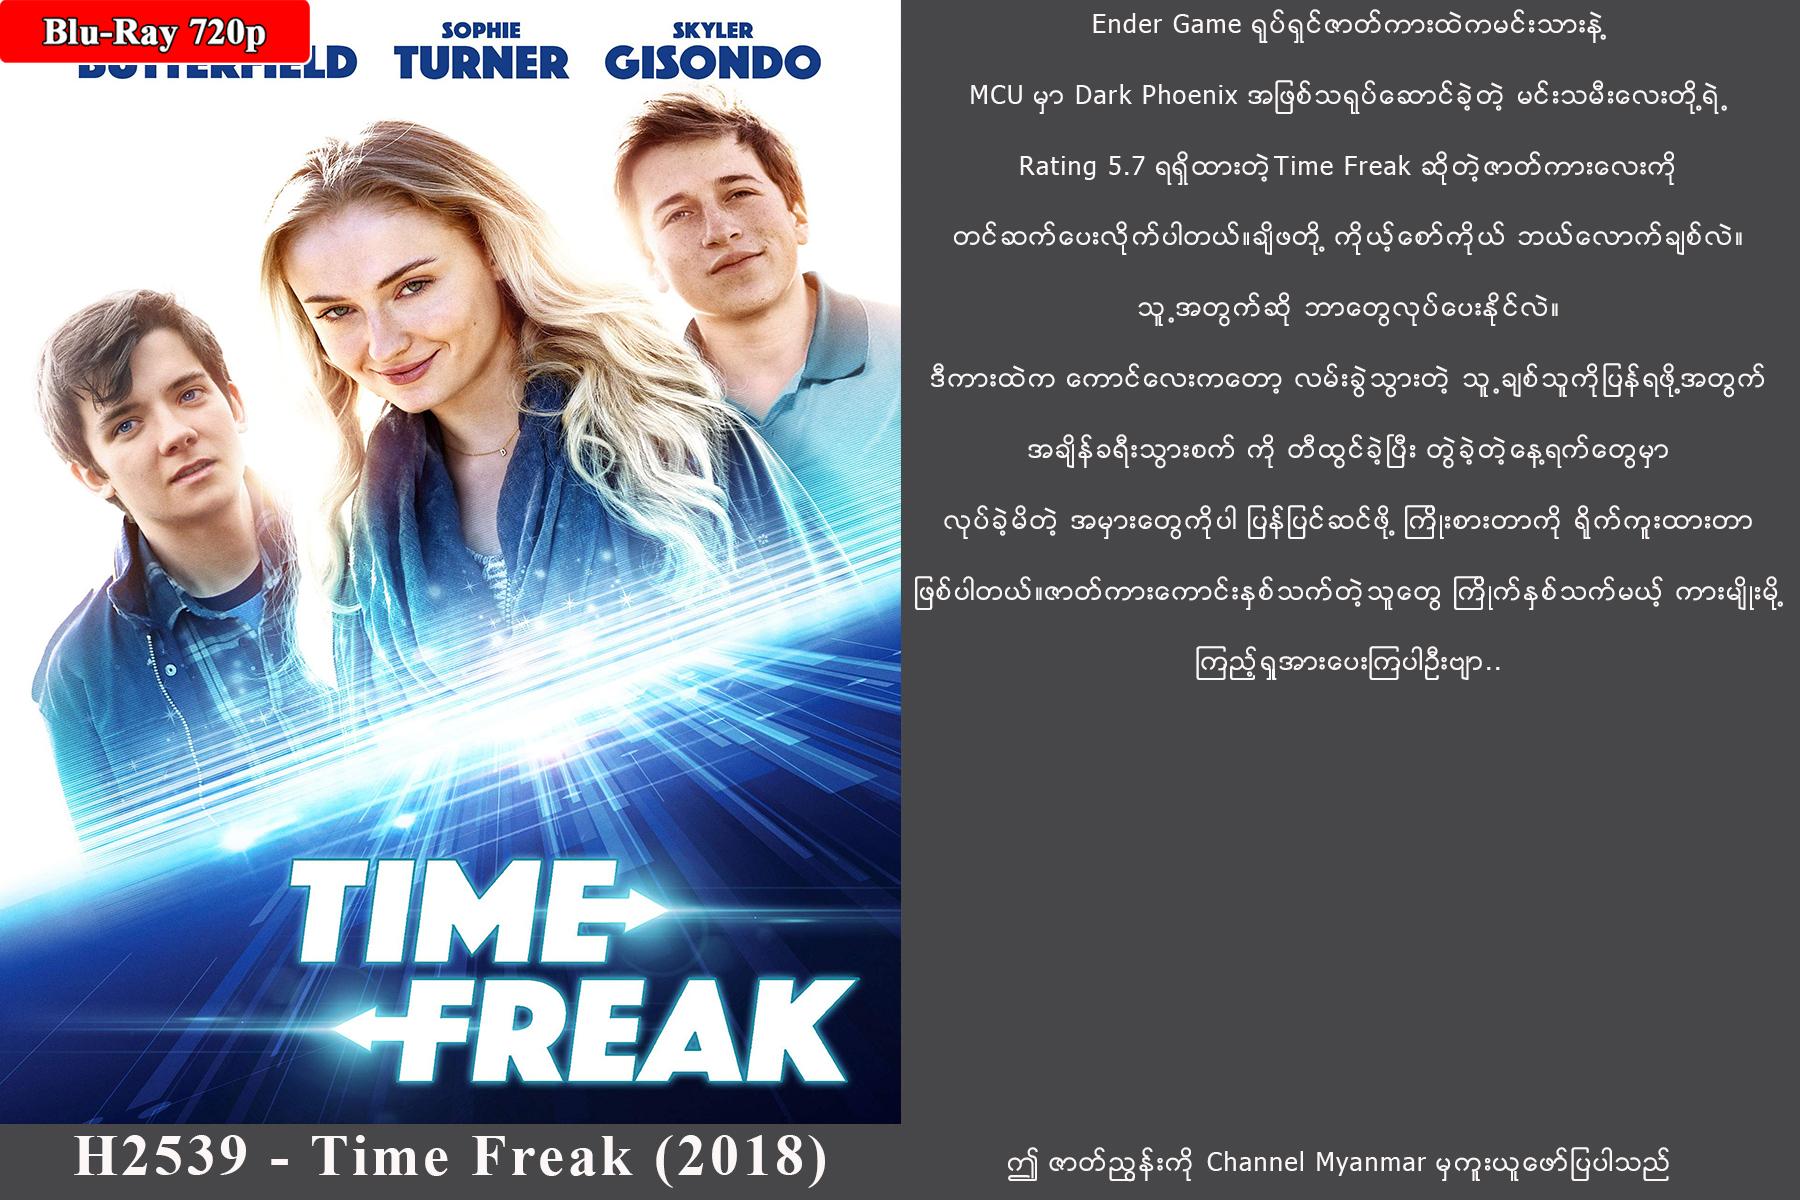 Blu-Ray 720p
SOPHIE
TURNER
SKYLER
GISONDO
TIME
FREAK
H2539 - Time Freak (2018)
Ender Game ရုပ်ရှင်ဇာတ်ကားထဲကမင်းသားနဲ့
MCU မှာ Dark Phoenix အဖြစ်သရုပ်ဆောင်ခဲ့တဲ့ မင်းသမီးလေးတို့ရဲ့
Rating 5.7 ရရှိထားတဲ့ Time Freak ဆိုတဲ့ဇာတ်ကားလေးကို
တင်ဆက်ပေးလိုက်ပါတယ်။ချိဖတို့ ကိုယ့်စော်ကိုယ် ဘယ်လောက်ချစ်လဲ။
သူ့အတွက်ဆို ဘာတွေလုပ်ပေးနိုင်လဲ။
ဒီကားထဲက ကောင်လေးကတော့ လမ်းခွဲသွားတဲ့ သူ့ချစ်သူကိုပြန်ရဖို့အတွက်
အချိန်ခရီးသွားစက် ကို တီထွင်ခဲ့ပြီး တွဲခဲ့တဲ့နေ့ရက်တွေမှာ
လုပ်ခဲ့မိတဲ့ အမှားတွေကိုပါ ပြန်ပြင်ဆင်ဖို့ ကြိုးစားတာကို ရိုက်ကူးထားတာ
ဖြစ်ပါတယ်။ဇာတ်ကားကောင်းနှစ်သက်တဲ့သူတွေ ကြိုက်နှစ်သက်မယ့် ကားမျိုးမို့
ကြည့်ရှုအားပေးကြပါဦးဗျာ..
ဤ ဇာတ်ညွှန်းကို Channel Myanmar မှကူးယူဖော်ပြပါသည်